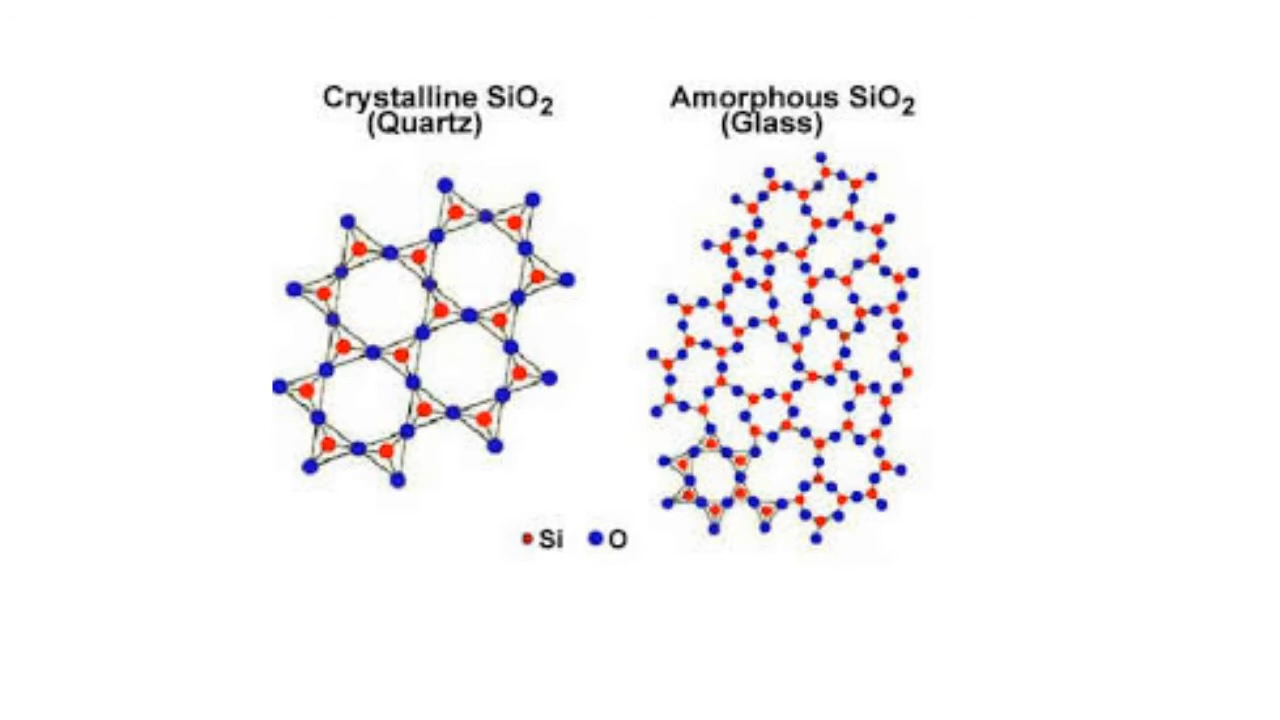 Crystalline SiO₂
(Quartz)
Amorphous SiO₂
(Glass)
Si O